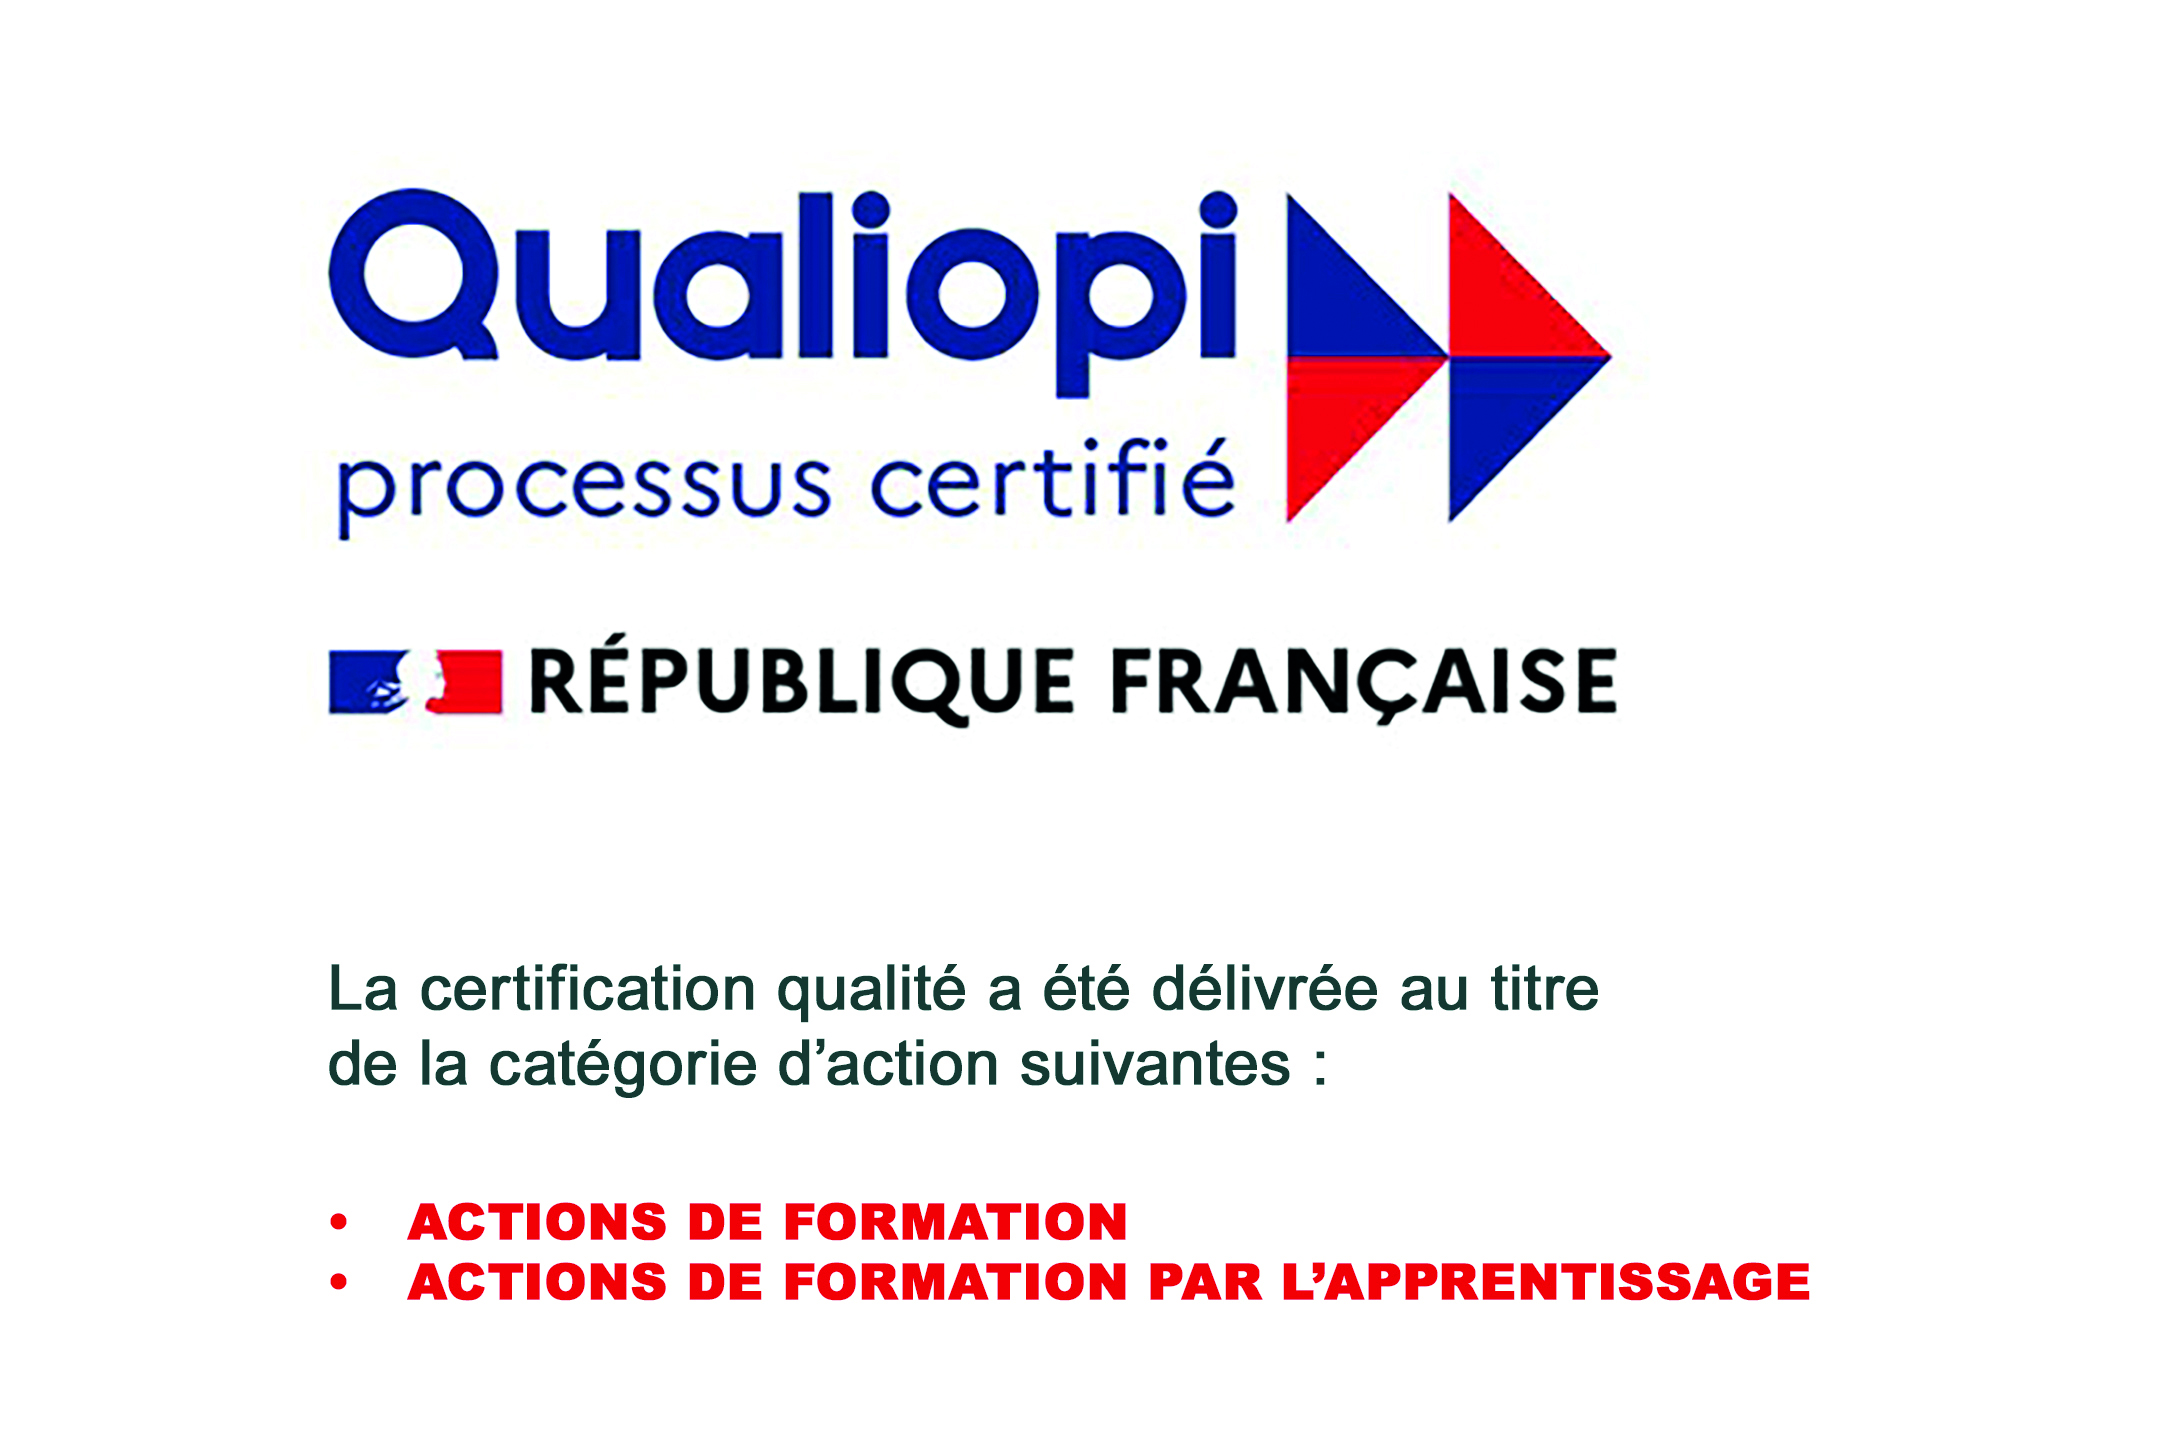 Qualiopi
processus certifié
RÉPUBLIQUE FRANÇAISE
La certification qualité a été délivrée au titre
de la catégorie d’action suivantes :
• ACTIONS DE FORMATION
• ACTIONS DE FORMATION PAR L’APPRENTISSAGE